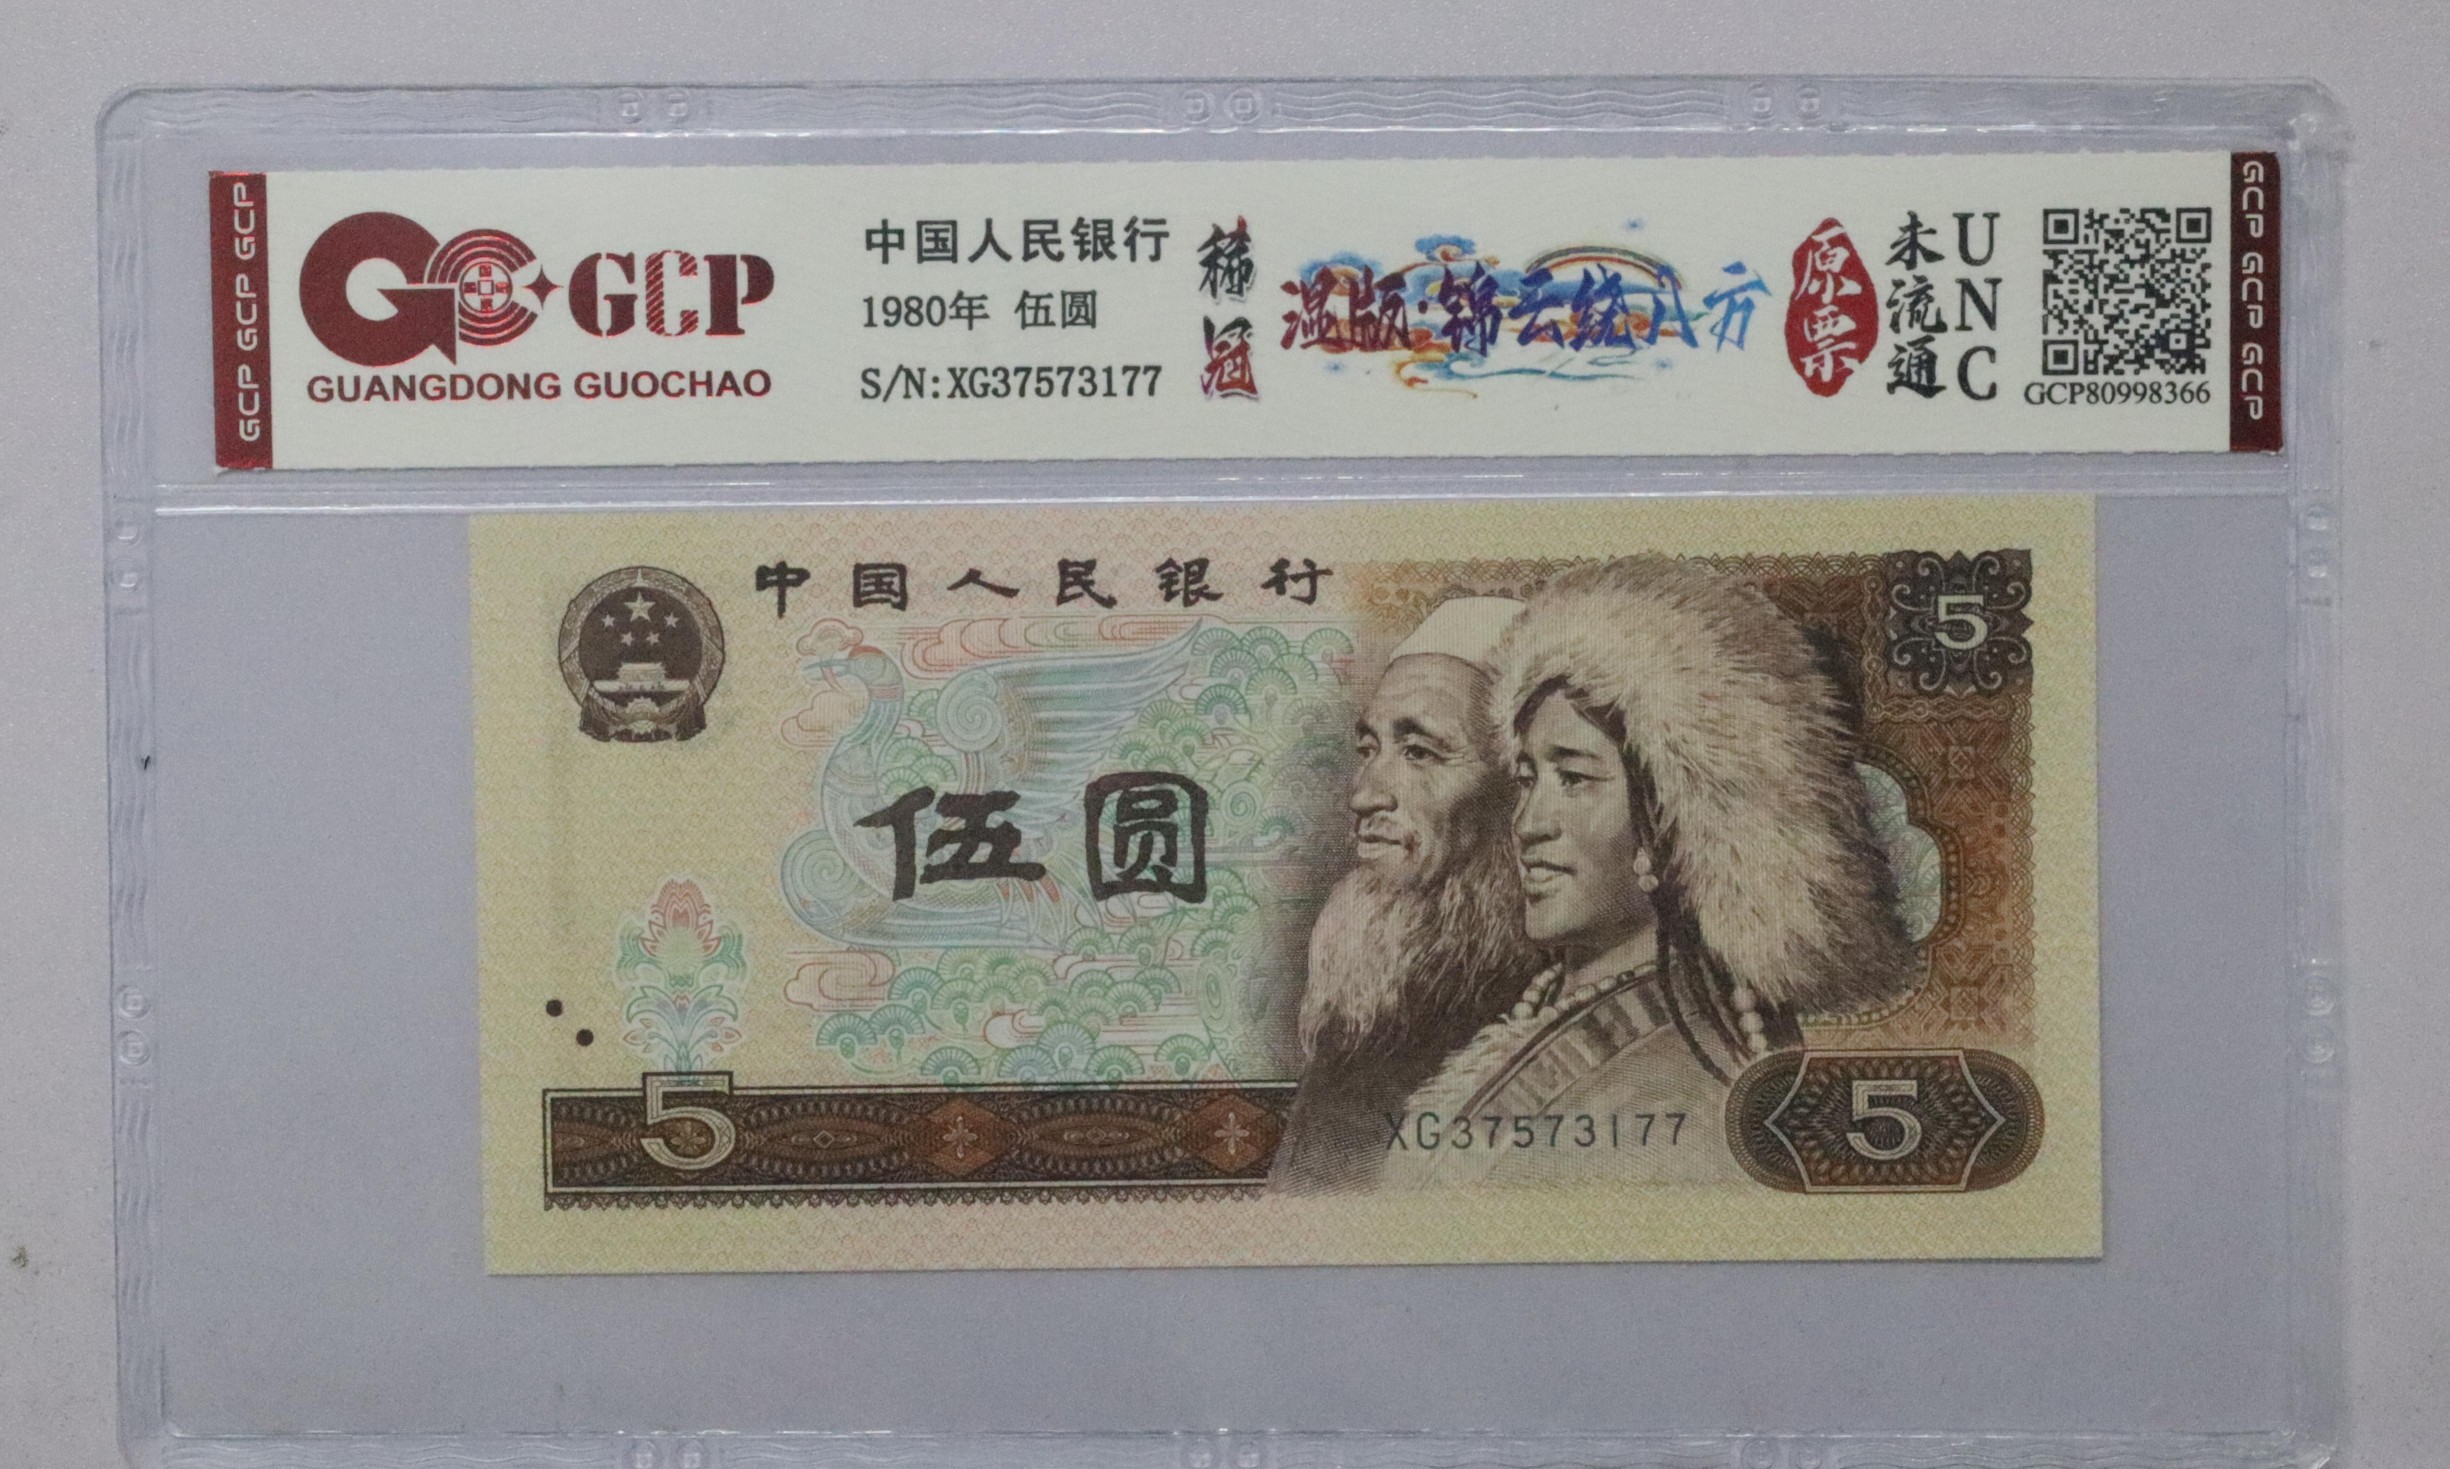 GCP GCP GCP
GCP
GUANGDONG GUOCHAO
中国人民银行
1980年 伍圆
S/N:XG37573177
稀冠
温版·锦云绕八方
原票
未流通
UNC
GCP80998366
GCP GCP GCP
中国人民银行
5
伍圆
5
XG37573177
5